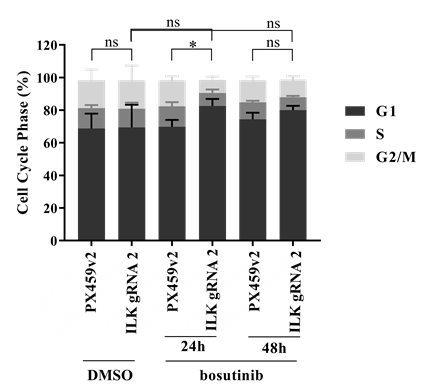 ns ns
ns * ns
120
100
80
60
40
20
0
Cell Cycle Phase (%)
G1
S
G2/M
PX459v2
ILK gRNA 2
PX459v2
ILK gRNA 2
PX459v2
ILK gRNA 2
24h 48h
DMSO bosutinib